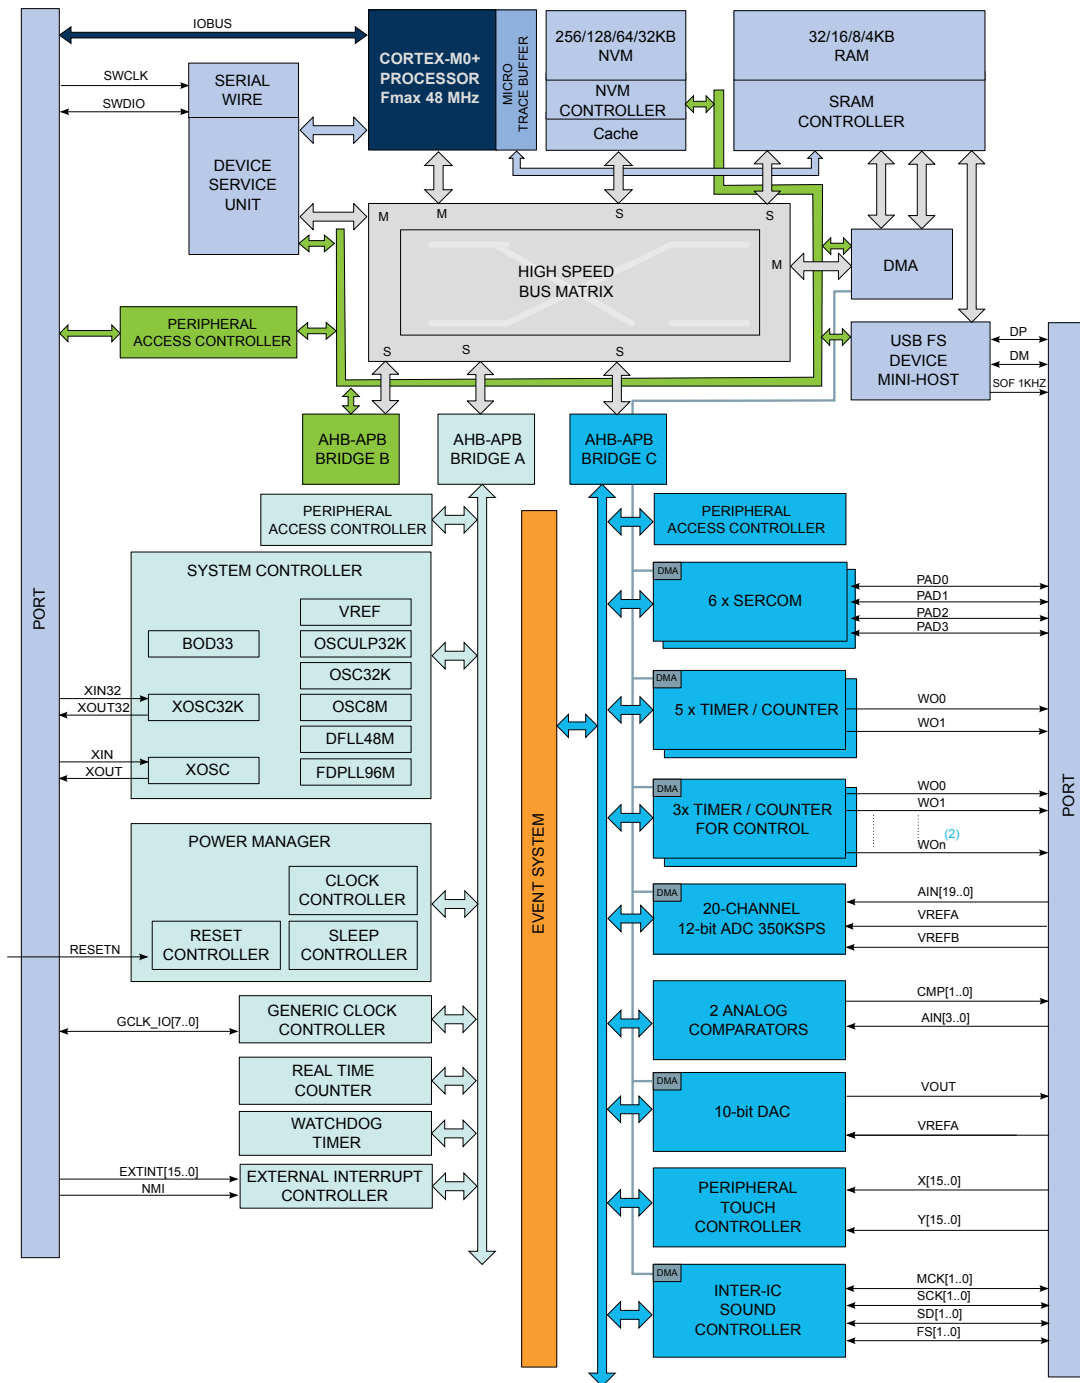 IOBUS
SWCLK
SWDIO
PORT
SERIAL
WIRE
DEVICE
SERVICE
UNIT
CORTEX-M0+
PROCESSOR
Fmax 48 MHz
MICRO
TRACE BUFFER
256/128/64/32KB
NVM
NVM
CONTROLLER
Cache
32/16/8/4KB
RAM
SRAM
CONTROLLER
M
M
S
S
M
S
S
S
HIGH SPEED
BUS MATRIX
DMA
PERIPHERAL
ACCESS CONTROLLER
USB FS
DEVICE
MINI-HOST
DP
DM
SOF 1KHZ
AHB-APB
BRIDGE B
AHB-APB
BRIDGE A
AHB-APB
BRIDGE C
PERIPHERAL
ACCESS CONTROLLER
PERIPHERAL
ACCESS CONTROLLER
SYSTEM CONTROLLER
VREF
BOD33
OSCULP32K
OSC32K
XOSC32K
OSC8M
DFLL48M
XOSC
FDPLL96M
XIN32
XOUT32
XIN
XOUT
POWER MANAGER
CLOCK
CONTROLLER
RESET
CONTROLLER
SLEEP
CONTROLLER
RESETN
GCLK_IO[7..0]
GENERIC CLOCK
CONTROLLER
REAL TIME
COUNTER
WATCHDOG
TIMER
EXTINT[15..0]
NMI
EXTERNAL INTERRUPT
CONTROLLER
EVENT SYSTEM
DMA
6 x SERCOM
PAD0
PAD1
PAD2
PAD3
DMA
5 x TIMER / COUNTER
WO0
WO1
DMA
3x TIMER / COUNTER
FOR CONTROL
WO0
WO1
(2)
WOn
DMA
20-CHANNEL
12-bit ADC 350KSPS
AIN[19..0]
VREFA
VREFB
2 ANALOG
COMPARATORS
CMP[1..0]
AIN[3..0]
DMA
10-bit DAC
VOUT
VREFA
PERIPHERAL
TOUCH
CONTROLLER
X[15..0]
Y[15..0]
DMA
INTER-IC
SOUND
CONTROLLER
MCK[1..0]
SCK[1..0]
SD[1..0]
FS[1..0]
PORT